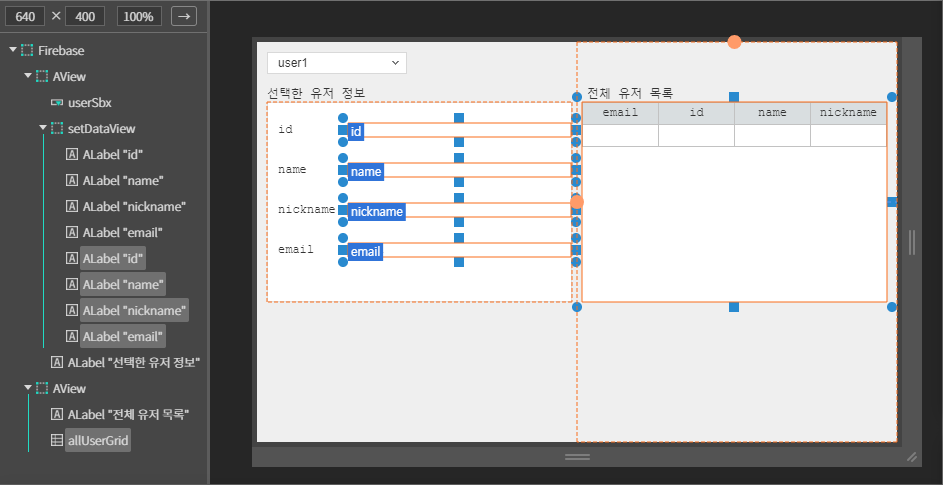 640 × 400 100% →
Firebase
AView
userSbx
setDataView
ALabel "id"
ALabel "name"
ALabel "nickname"
ALabel "email"
ALabel "id"
ALabel "name"
ALabel "nickname"
ALabel "email"
ALabel "선택한 유저 정보"
AView
ALabel "전체 유저 목록"
allUserGrid
user1
선택한 유저 정보
id id
name name
nickname nickname
email email
전체 유저 목록
email id name nickname